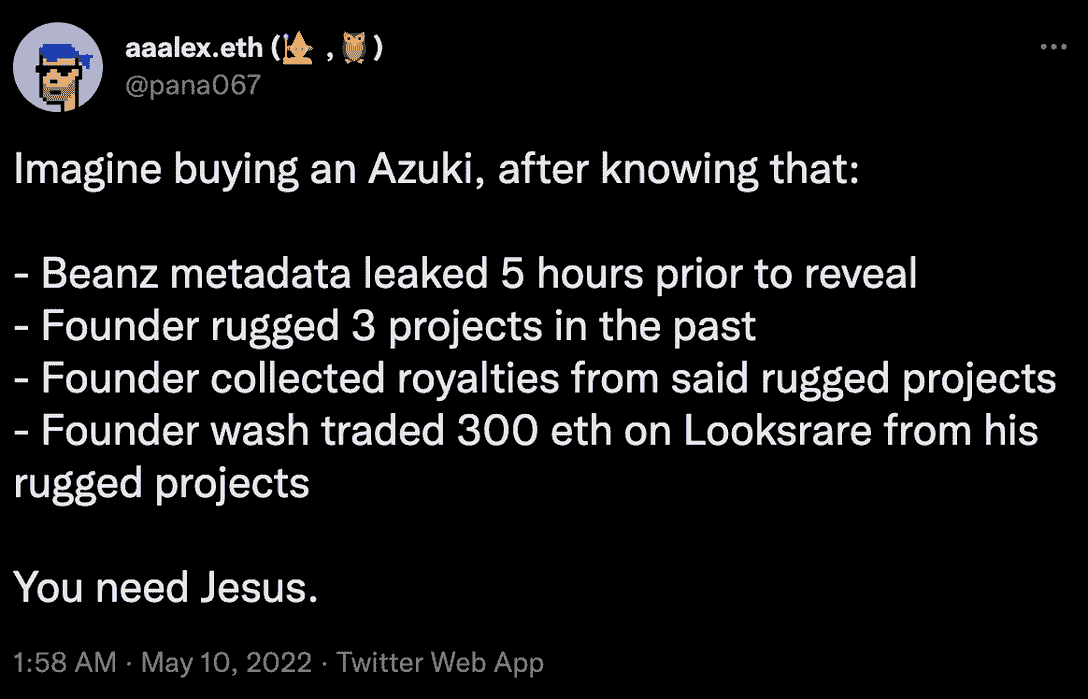 aaalex.eth (🧙 , 🦉)
@pana067
Imagine buying an Azuki, after knowing that:
- Beanz metadata leaked 5 hours prior to reveal
- Founder rugged 3 projects in the past
- Founder collected royalties from said rugged projects
- Founder wash traded 300 eth on Looksrare from his
rugged projects
You need Jesus.
1:58 AM · May 10, 2022 · Twitter Web App